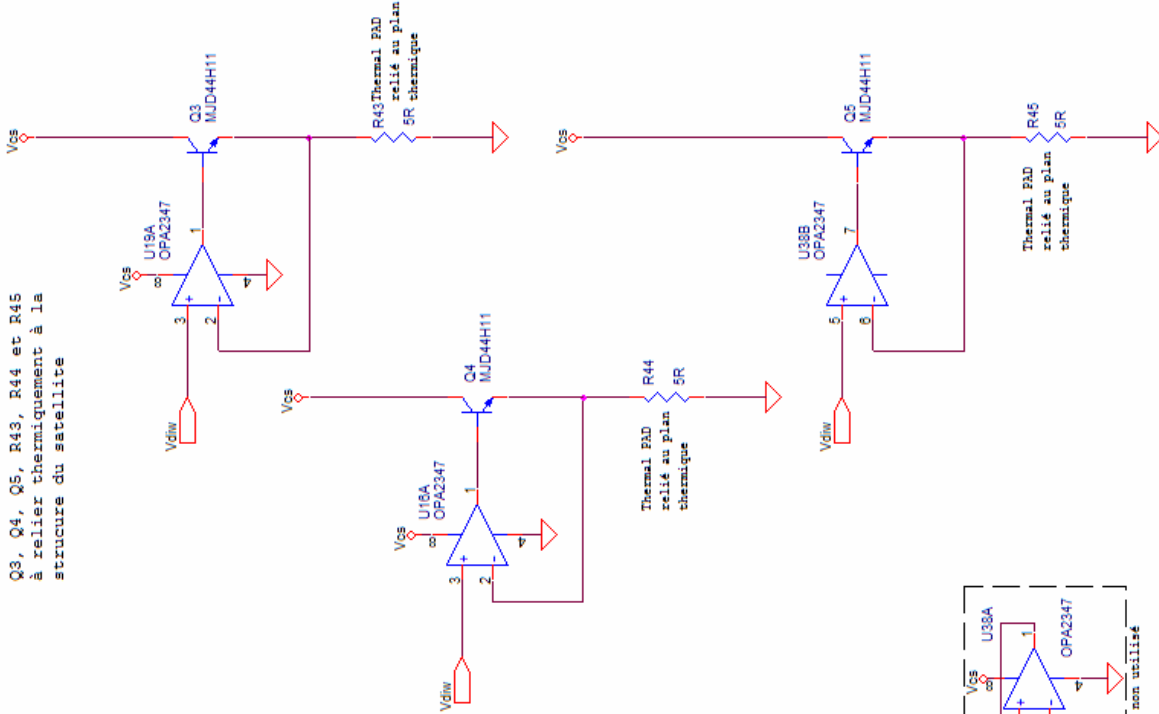 Q3, Q4, Q5, R43, R44 et R45
à relier thermiquement à la
strucure du satellite
Vcs
Q3
MJD44H11
Vcs
U19A
OPA2347
8
3
+
2
-
1
4
Vdiw
R43
5R
Thermal PAD
relié au plan
thermique
Vcs
Q4
MJD44H11
Vcs
U16A
OPA2347
8
3
+
2
-
1
4
Vdiw
R44
5R
Thermal PAD
relié au plan
thermique
Vcs
Q5
MJD44H11
U38B
OPA2347
5
+
6
-
7
Vdiw
R45
5R
Thermal PAD
relié au plan
thermique
Vcs
U38A
OPA2347
8
+
-
1
4
non utilisé